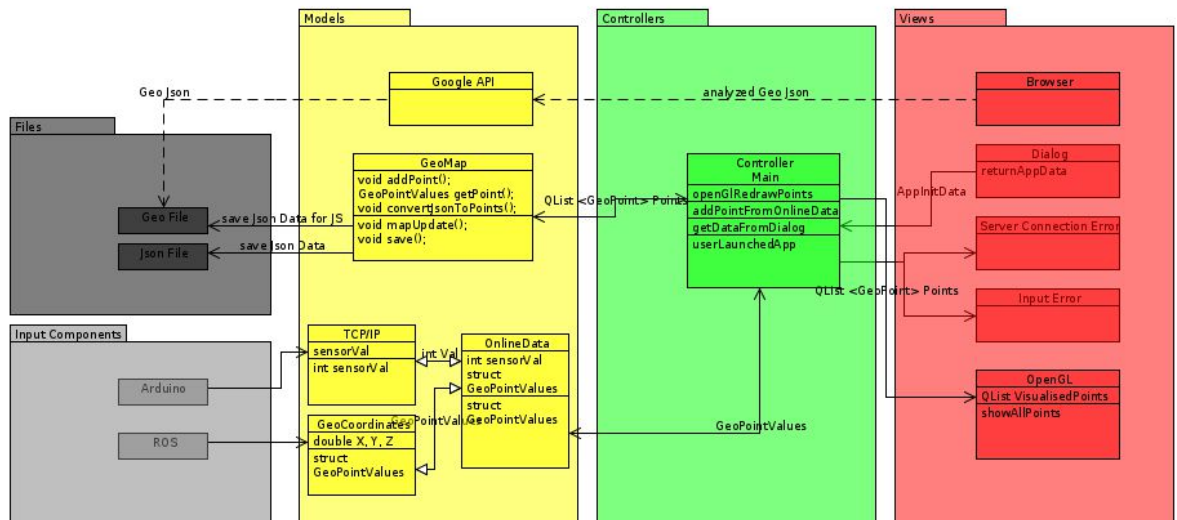 Models
Controllers
Views
Google API
Browser
Geo Json
analyzed Geo Json
Files
GeoMap
void addPoint();
GeoPointValues getPoint();
void convertJsonToPoints();
void mapUpdate();
void save();
Controller
Main
openGlRedrawPoints
addPointFromOnlineData
getDataFromDialog
userLaunchedApp
Dialog
returnAppData
AppInitData
QList <GeoPoint> Points
Geo File
save Json Data for JS
Json File
save Json Data
Server Connection Error
QList <GeoPoint> Points
Input Error
Input Components
TCP/IP
sensorVal
int sensorVal
int Val
OnlineData
int sensorVal
struct
GeoPointValues
struct
GeoPointValues
Arduino
ROS
GeoPointValues
GeoCoordinates
double X, Y, Z
struct
GeoPointValues
GeoPointValues
OpenGL
QList VisualisedPoints
showAllPoints